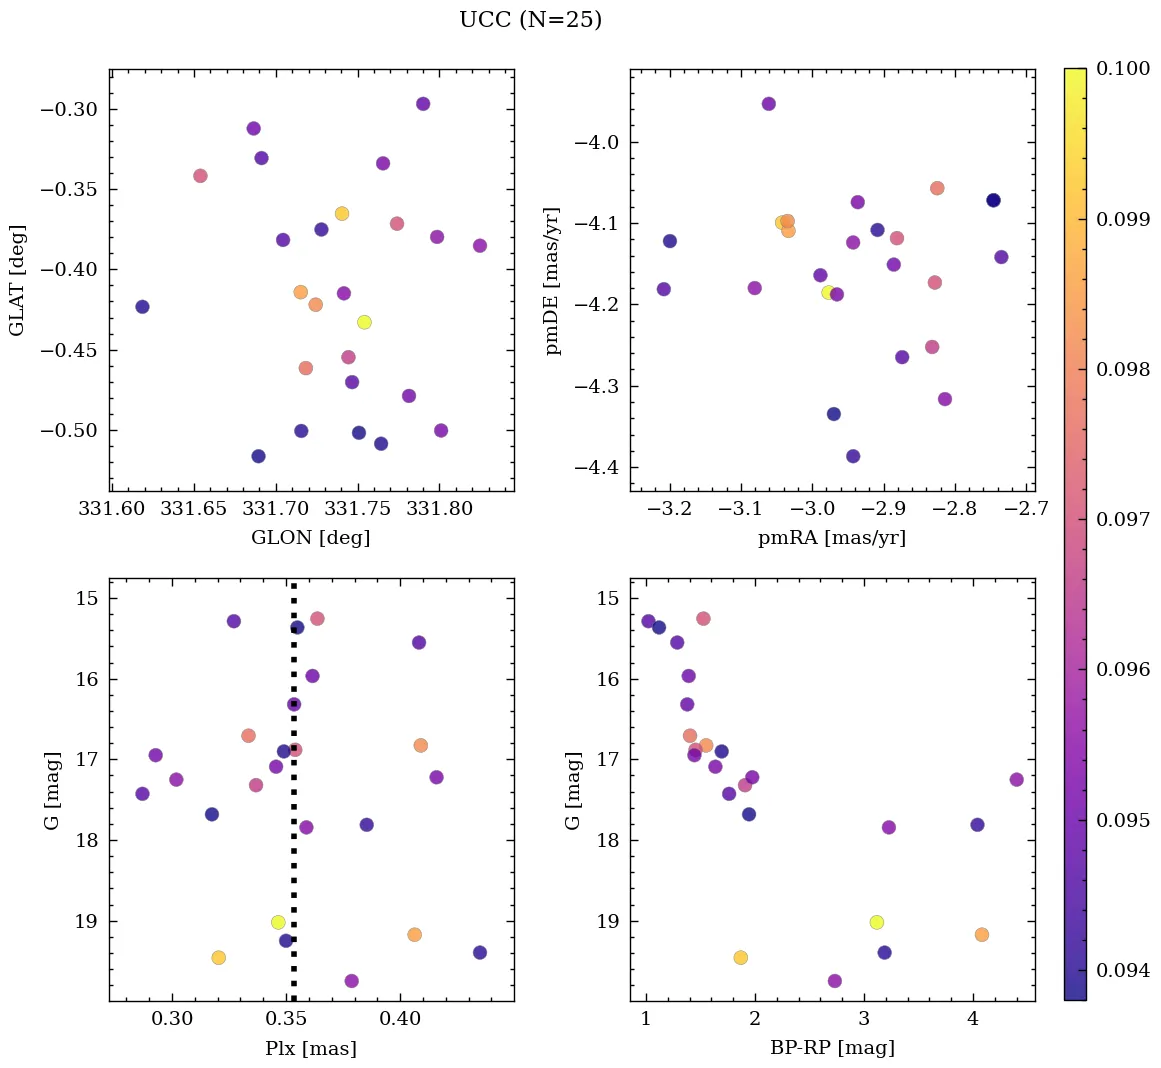 UCC (N=25)
−0.30
−0.35
−0.40
−0.45
−0.50
GLAT [deg]
331.60 331.65 331.70 331.75 331.80
GLON [deg]
−4.0
−4.1
−4.2
−4.3
−4.4
pmDE [mas/yr]
−3.2 −3.1 −3.0 −2.9 −2.8 −2.7
pmRA [mas/yr]
15
16
17
18
19
G [mag]
0.30 0.35 0.40
Plx [mas]
15
16
17
18
19
G [mag]
1 2 3 4
BP-RP [mag]
0.100
0.099
0.098
0.097
0.096
0.095
0.094